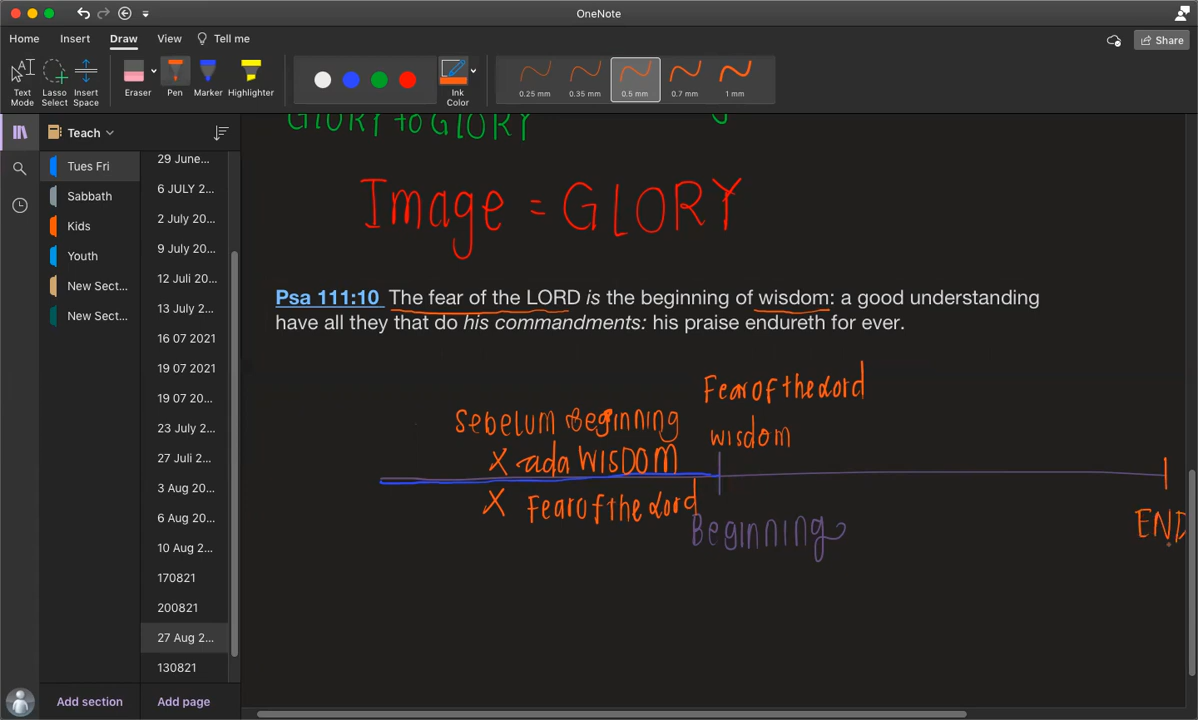 OneNote
Home Insert Draw View Tell me
Share
Text Mode
Lasso Select
Insert Space
Eraser
Pen
Marker
Highlighter
Ink Color
0.25 mm
0.35 mm
0.5 mm
0.7 mm
1 mm
Teach
Tues Fri
Sabbath
Kids
Youth
New Sect...
New Sect...
29 June...
6 JULY 2...
2 July 20...
9 July 20...
12 Juli 20...
13 July 2...
16 07 2021
19 07 2021
19 07 20...
23 July 2...
27 Juli 2...
3 Aug 20...
6 Aug 20...
10 Aug 2...
170821
200821
27 Aug 2...
130821
Add section
Add page
GLORY to GLORY
Image = GLORY
Psa 111:10 The fear of the LORD is the beginning of wisdom: a good understanding
have all they that do his commandments: his praise endureth for ever.
Fear of the Lord
wisdom
Sebelum Beginning
X ada WISDOM
X Fear of the Lord
Beginning
END